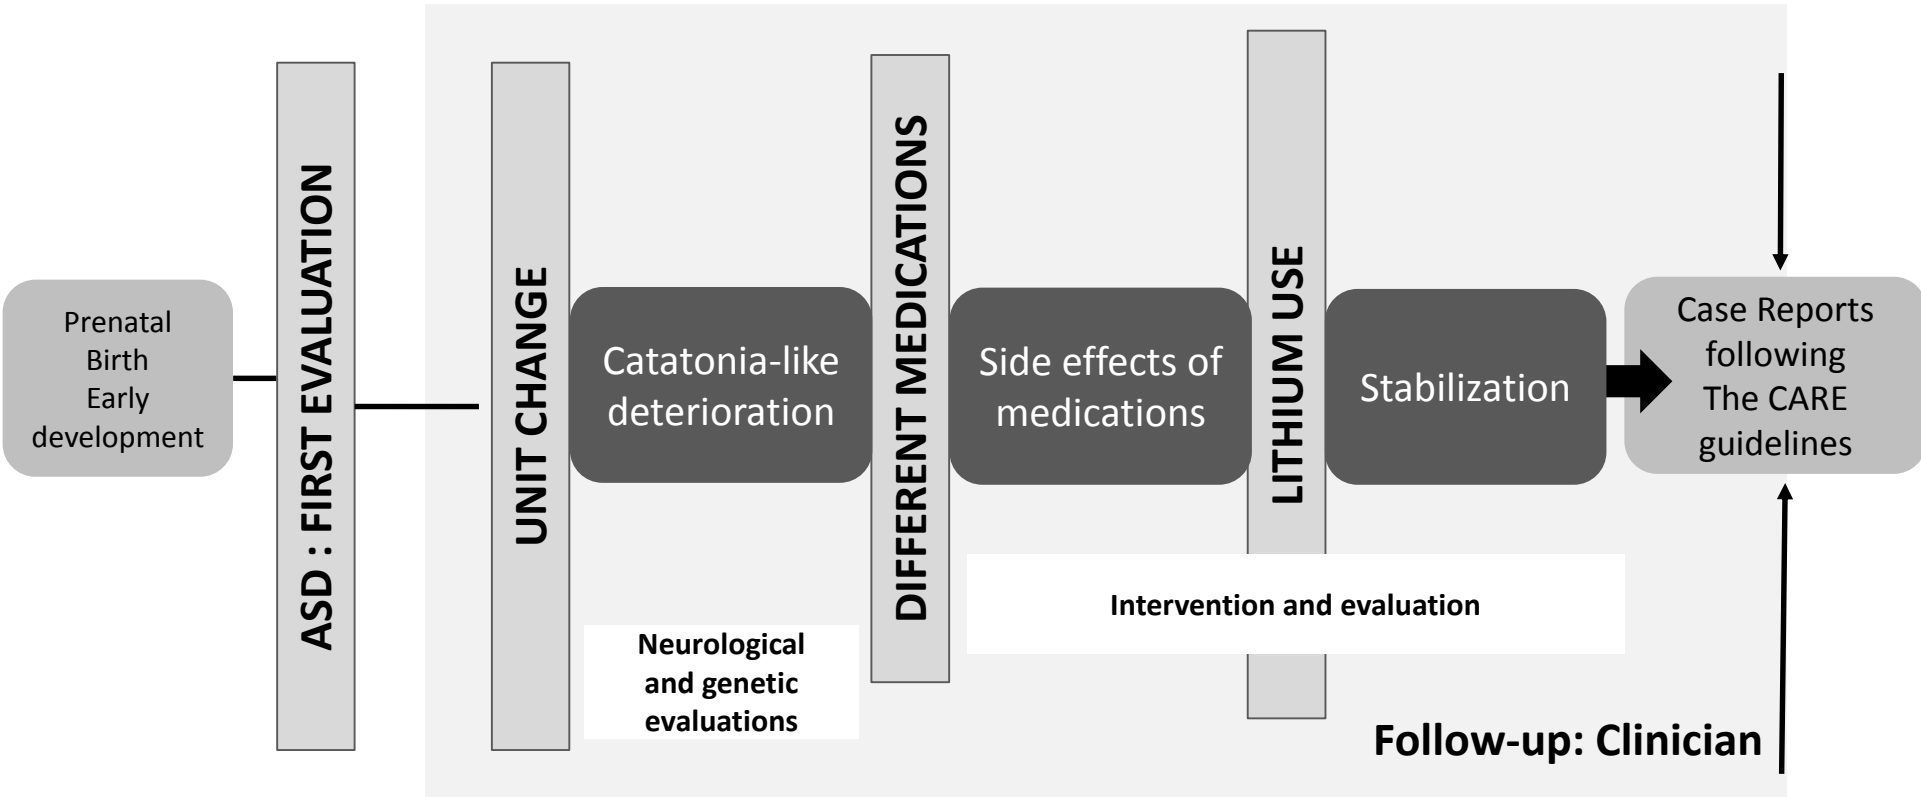 Prenatal
Birth
Early
development
ASD : FIRST EVALUATION
UNIT CHANGE
Catatonia-like
deterioration
Neurological
and genetic
evaluations
DIFFERENT MEDICATIONS
Side effects of
medications
LITHIUM USE
Stabilization
Intervention and evaluation
Case Reports
following
The CARE
guidelines
Follow-up: Clinician